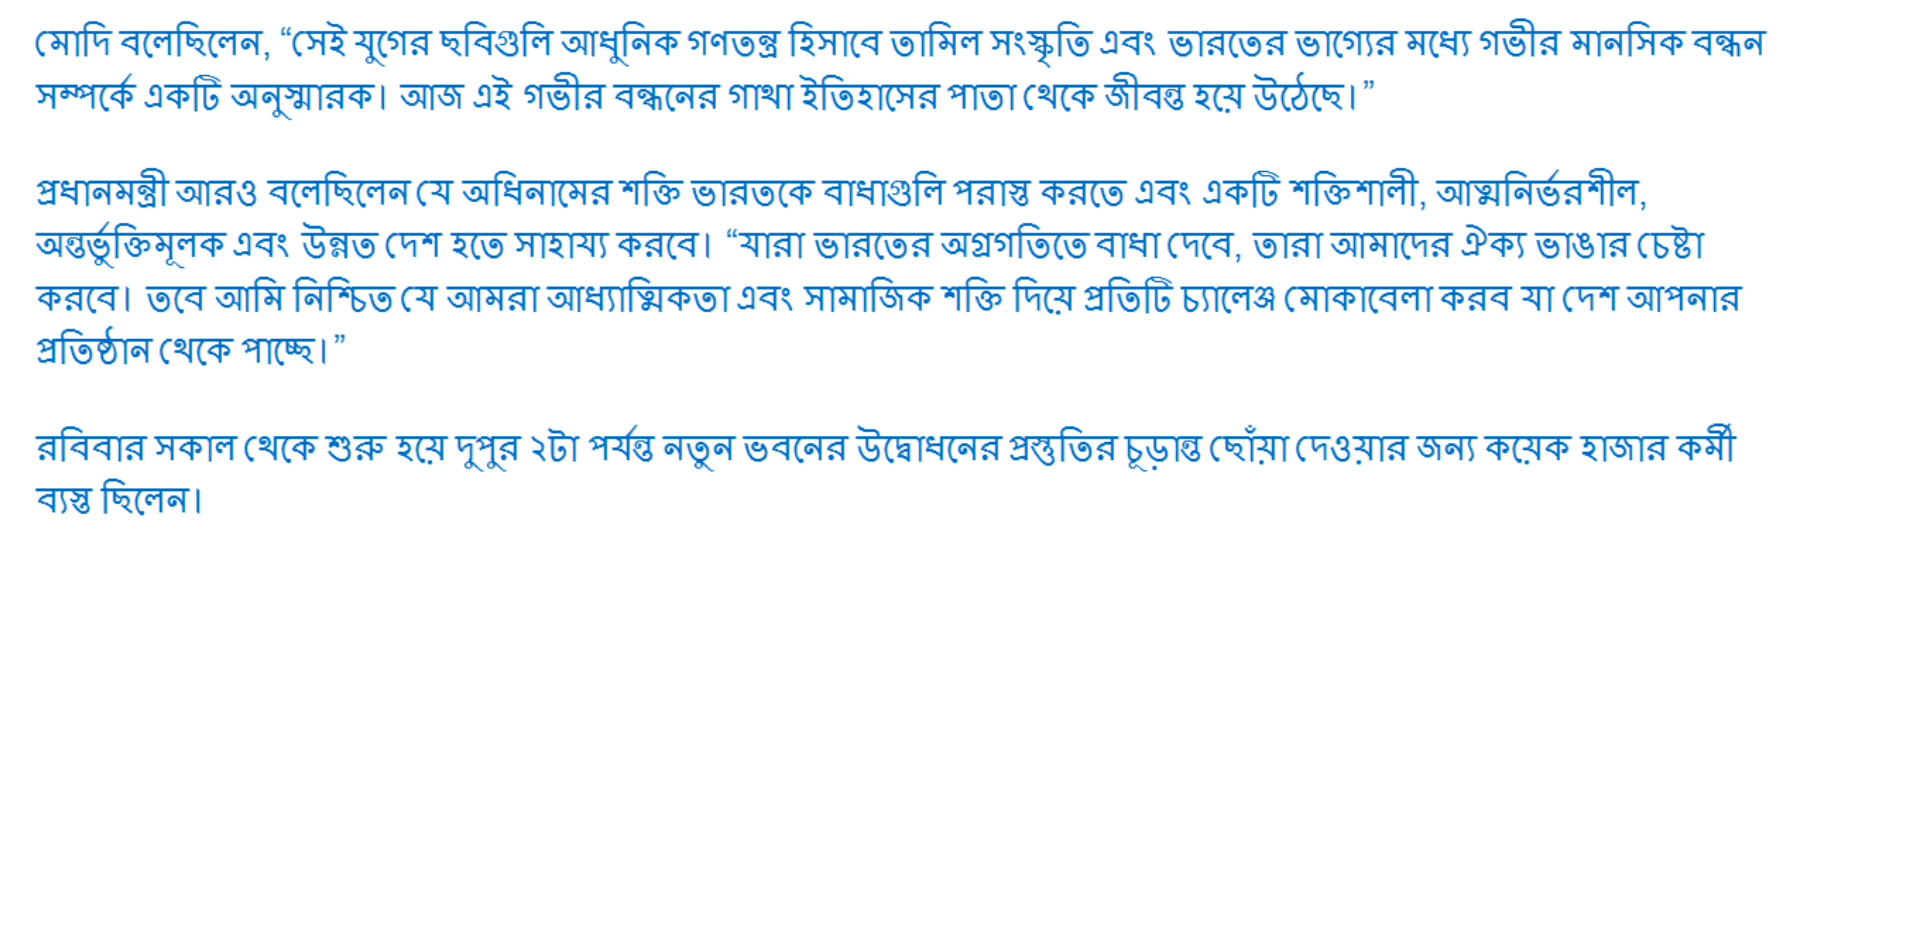 মোদি বলেছিলেন, “সেই যুগের ছবিগুলি আধুনিক গণতন্ত্র হিসাবে তামিল সংস্কৃতি এবং ভারতের ভাগ্যের মধ্যে গভীর মানসিক বন্ধন
সম্পর্কে একটি অনুস্মারক। আজ এই গভীর বন্ধনের গাথা ইতিহাসের পাতা থেকে জীবন্ত হয়ে উঠেছে।”
প্রধানমন্ত্রী আরও বলেছিলেন যে অধিনামের শক্তি ভারতকে বাধাগুলি পরাস্ত করতে এবং একটি শক্তিশালী, আত্মনির্ভরশীল,
অন্তর্ভুক্তিমূলক এবং উন্নত দেশ হতে সাহায্য করবে। “যারা ভারতের অগ্রগতিতে বাধা দেবে, তারা আমাদের ঐক্য ভাঙার চেষ্টা
করবে। তবে আমি নিশ্চিত যে আমরা আধ্যাত্মিকতা এবং সামাজিক শক্তি দিয়ে প্রতিটি চ্যালেঞ্জ মোকাবেলা করব যা দেশ আপনার
প্রতিষ্ঠান থেকে পাচ্ছে।”
রবিবার সকাল থেকে শুরু হয়ে দুপুর ২টা পর্যন্ত নতুন ভবনের উদ্বোধনের প্রস্তুতির চূড়ান্ত ছোঁয়া দেওয়ার জন্য কয়েক হাজার কর্মী
ব্যস্ত ছিলেন।